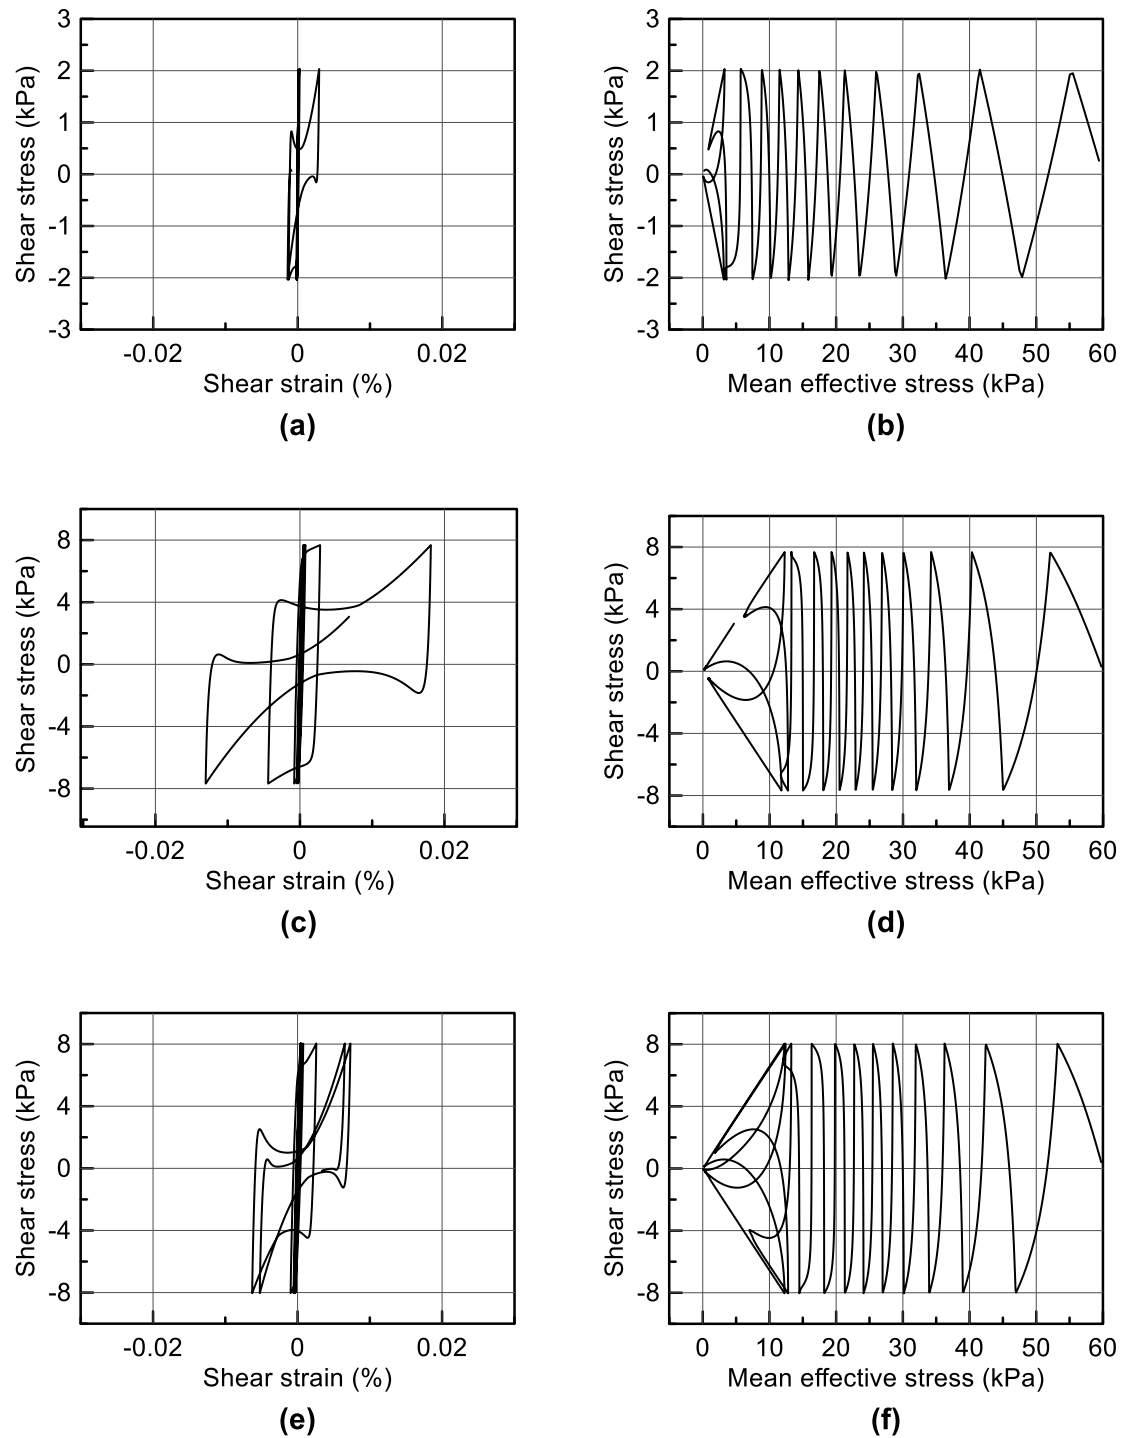 3
2
1
0
-1
-2
-3
Shear stress (kPa)
-0.02 0 0.02
Shear strain (%)
(a)
3
2
1
0
-1
-2
-3
Shear stress (kPa)
0 10 20 30 40 50 60
Mean effective stress (kPa)
(b)
8
4
0
-4
-8
Shear stress (kPa)
-0.02 0 0.02
Shear strain (%)
(c)
8
4
0
-4
-8
Shear stress (kPa)
0 10 20 30 40 50 60
Mean effective stress (kPa)
(d)
8
4
0
-4
-8
Shear stress (kPa)
-0.02 0 0.02
Shear strain (%)
(e)
8
4
0
-4
-8
Shear stress (kPa)
0 10 20 30 40 50 60
Mean effective stress (kPa)
(f)